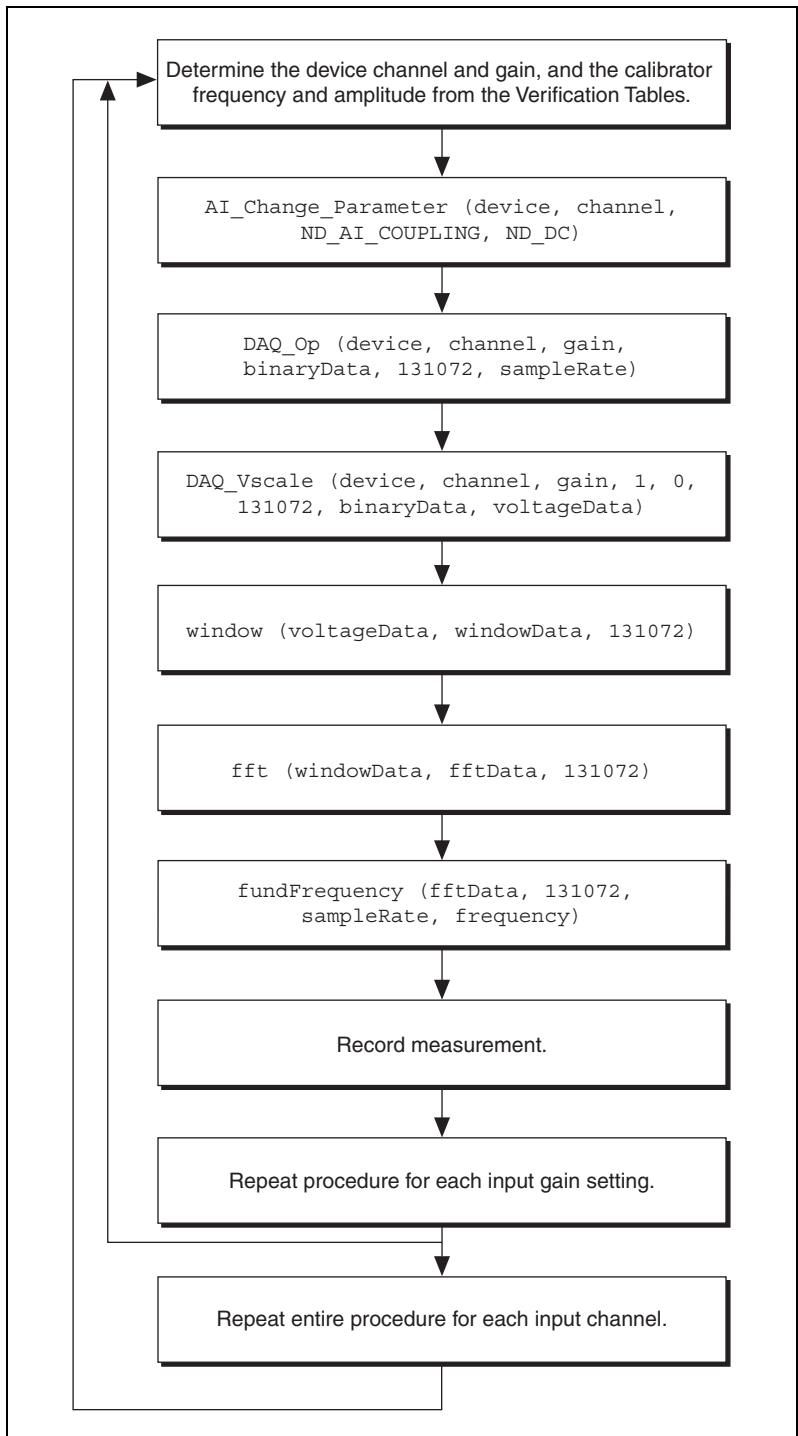 Determine the device channel and gain, and the calibrator
frequency and amplitude from the Verification Tables.
AI_Change_Parameter (device, channel,
ND_AI_COUPLING, ND_DC)
DAQ_Op (device, channel, gain,
binaryData, 131072, sampleRate)
DAQ_Vscale (device, channel, gain, 1, 0,
131072, binaryData, voltageData)
window (voltageData, windowData, 131072)
fft (windowData, fftData, 131072)
fundFrequency (fftData, 131072,
sampleRate, frequency)
Record measurement.
Repeat procedure for each input gain setting.
Repeat entire procedure for each input channel.